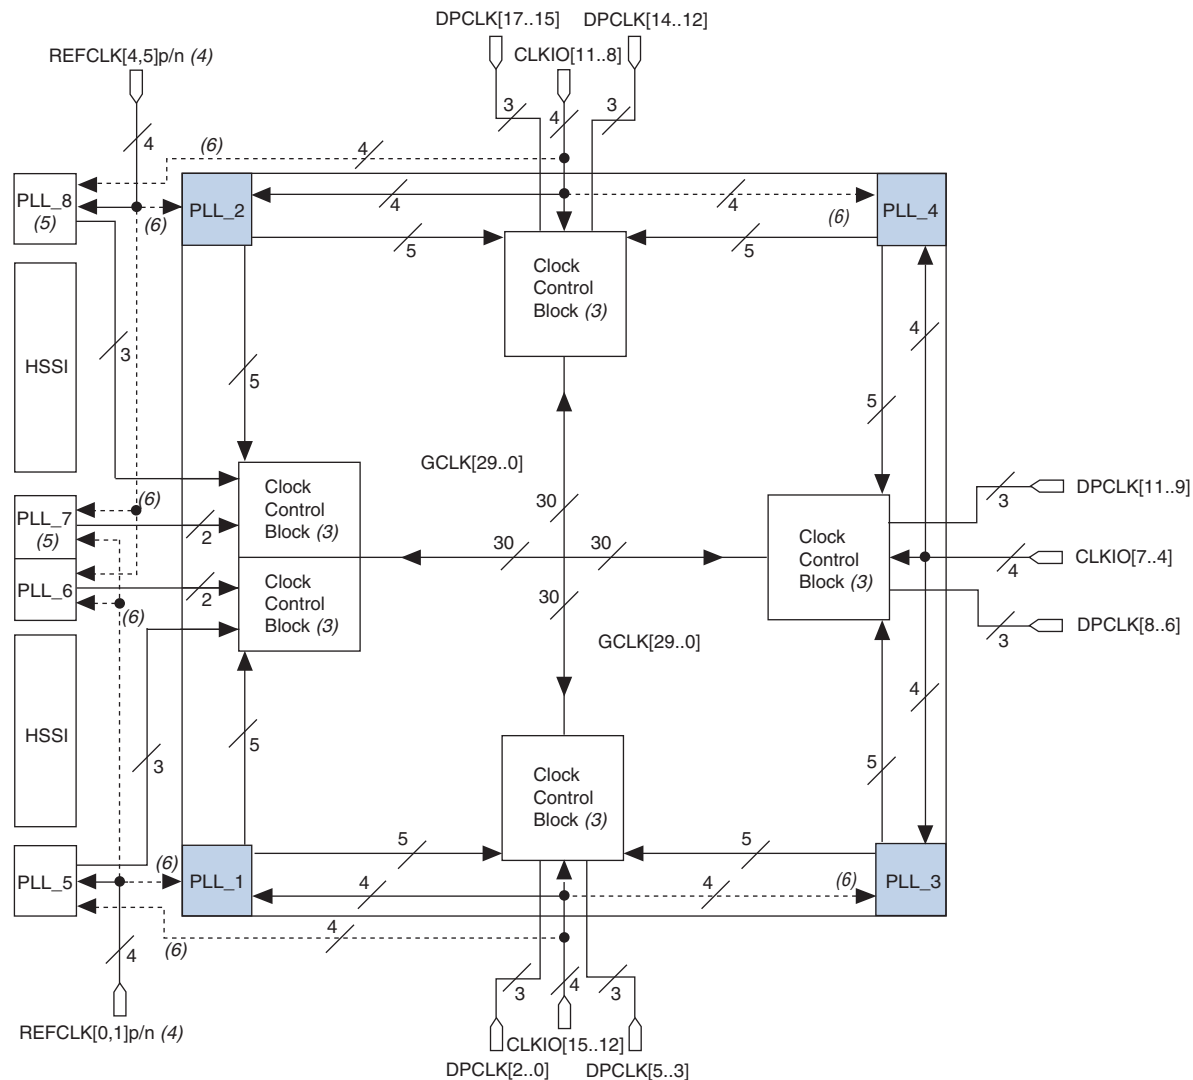 DPCLK[17..15]
DPCLK[14..12]
REFCLK[4,5]p/n (4)
CLKIO[11..8]
3
4
3
4
(6)
4
PLL_8
(5)
(6)
PLL_2
4
4
(6)
PLL_4
5
5
Clock
Control
Block (3)
HSSI
3
5
4
5
GCLK[29..0]
(6)
PLL_7
(5)
2
Clock
Control
Block (3)
30
30
30
Clock
Control
Block (3)
3
DPCLK[11..9]
4
CLKIO[7..4]
PLL_6
2
(6)
Clock
Control
Block (3)
30
GCLK[29..0]
3
DPCLK[8..6]
HSSI
3
5
4
5
Clock
Control
Block (3)
5
5
PLL_5
(6)
PLL_1
4
4
(6)
PLL_3
4
(6)
4
3
4
3
REFCLK[0,1]p/n (4)
CLKIO[15..12]
DPCLK[2..0]
DPCLK[5..3]